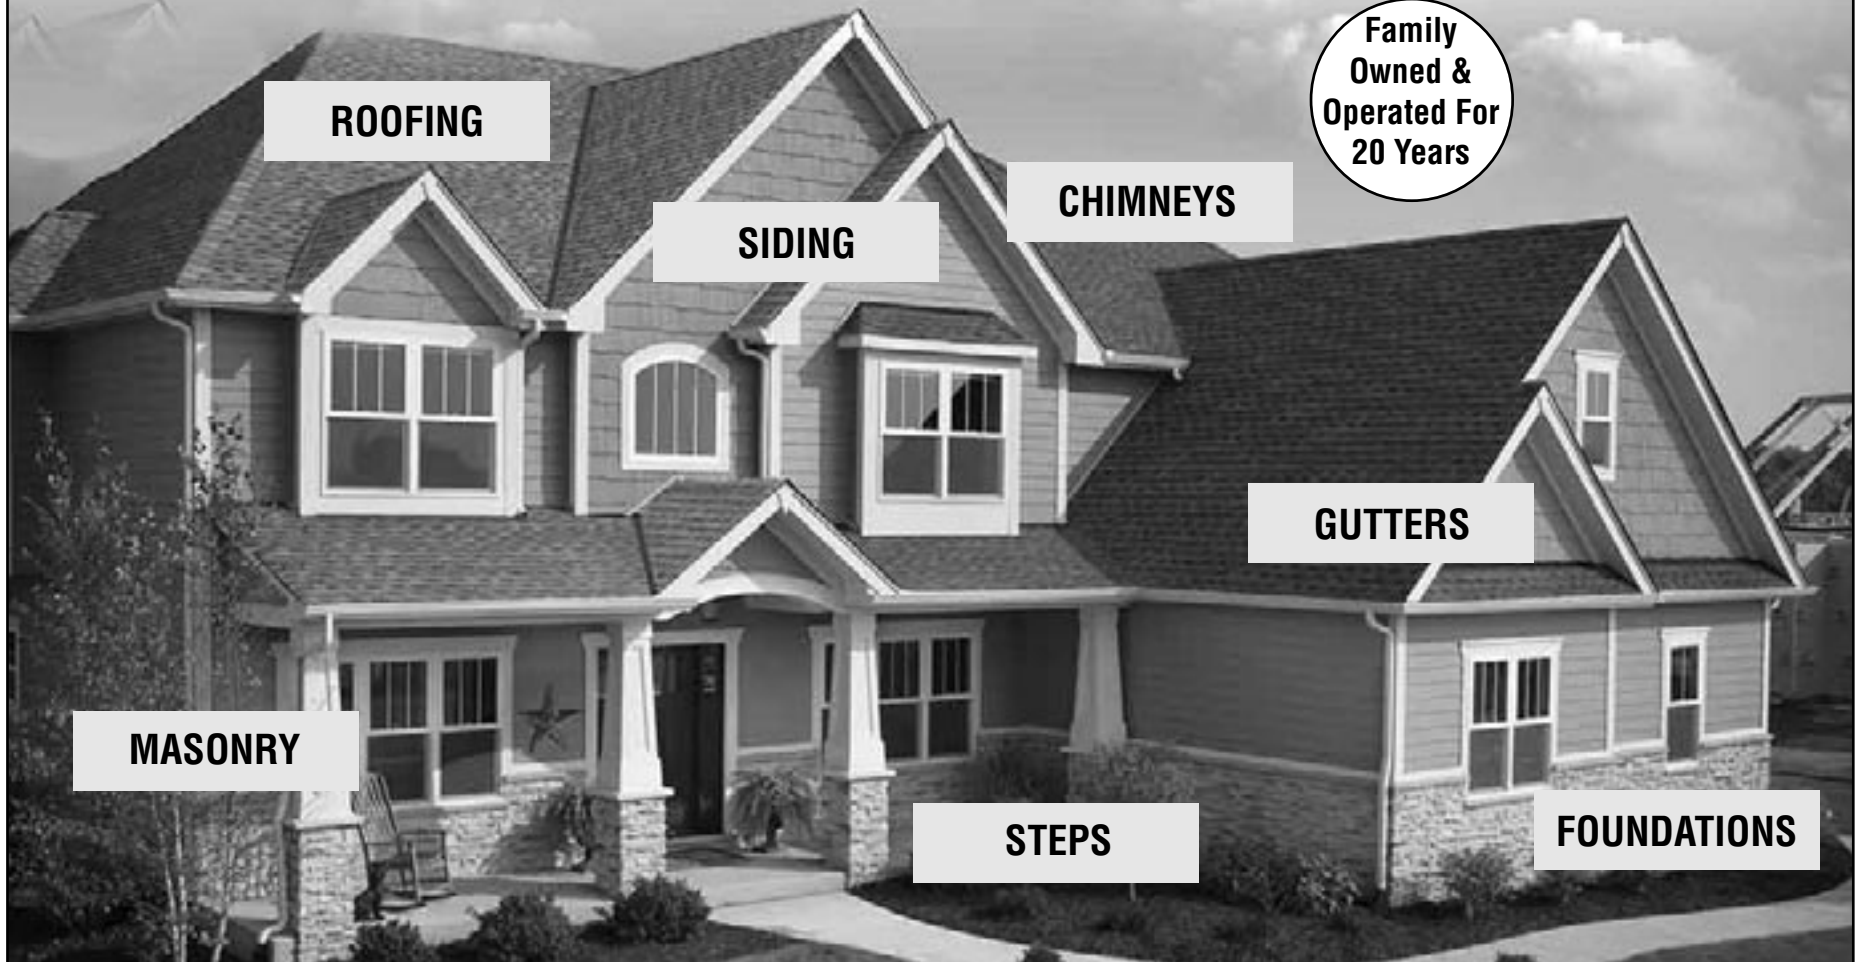 Family
Owned &
Operated For
20 Years
ROOFING
CHIMNEYS
SIDING
GUTTERS
MASONRY
STEPS
FOUNDATIONS